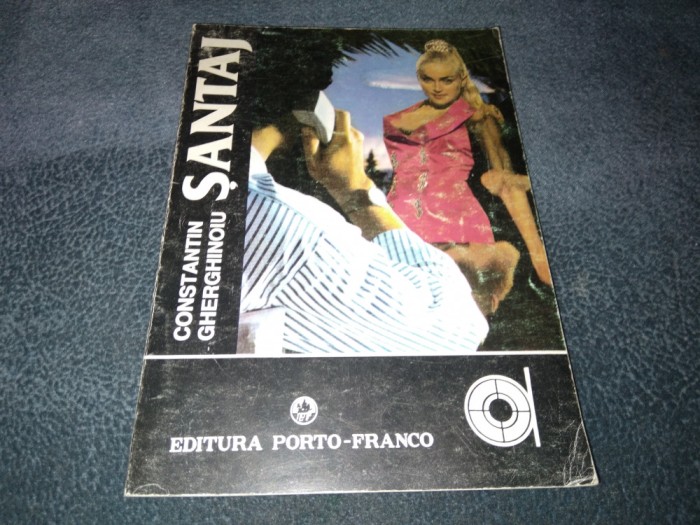 CONSTANTIN
GHERGHINOIU
ȘANTAJ
EDITURA PORTO-FRANCO